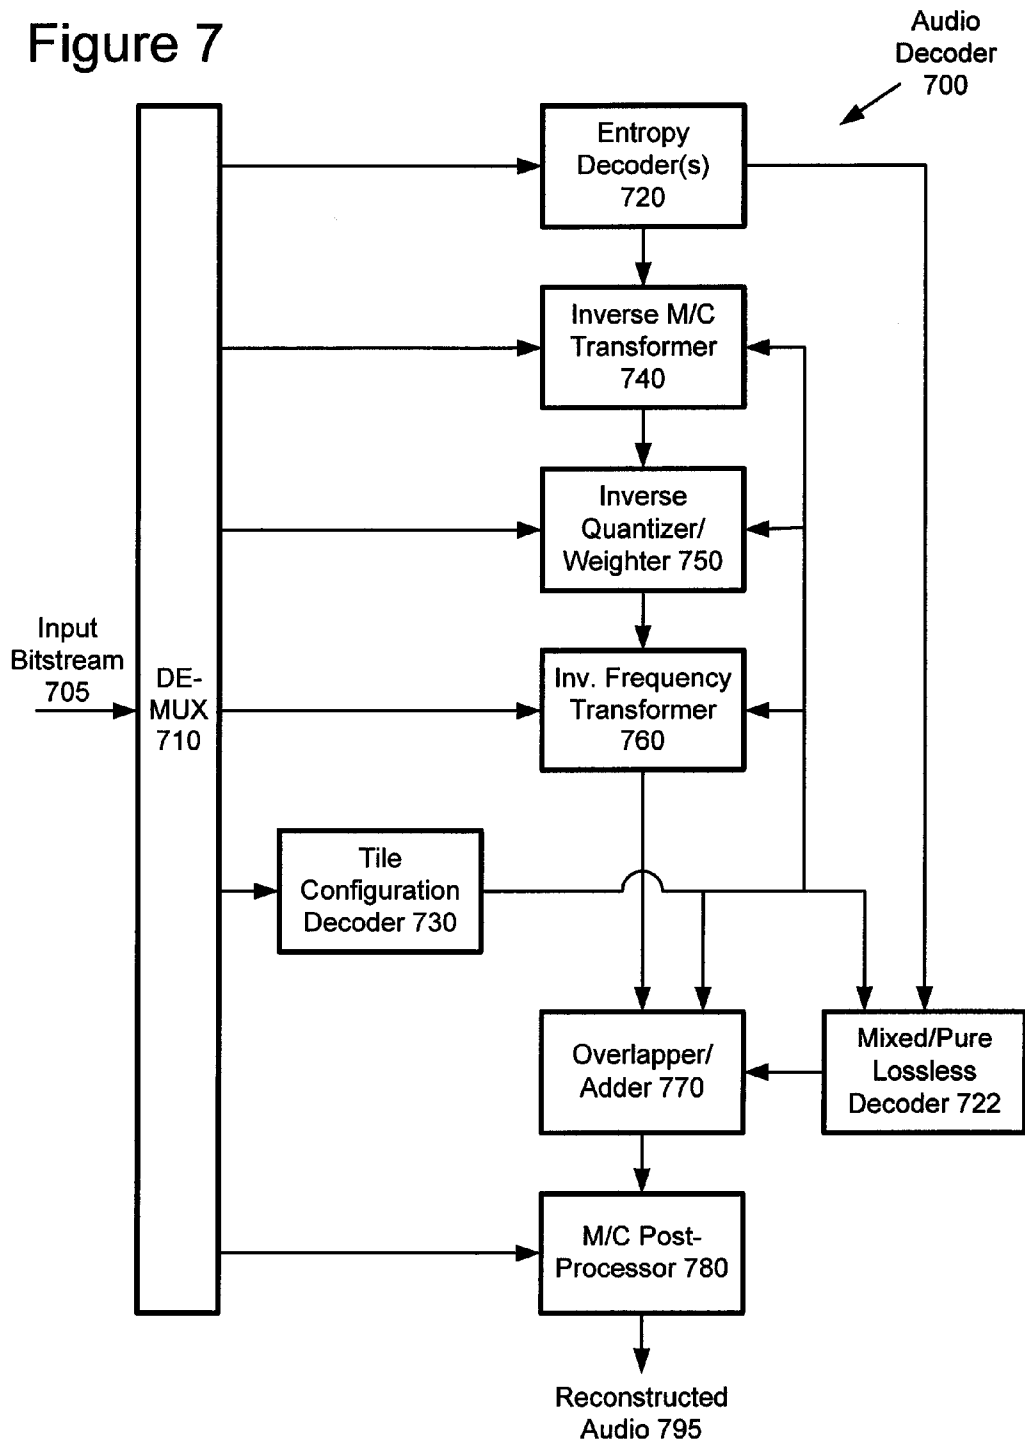 Figure 7
Audio
Decoder
700
Entropy
Decoder(s)
720
Inverse M/C
Transformer
740
Inverse
Quantizer/
Weighter 750
Input
Bitstream
705
DE-
MUX
710
Inv. Frequency
Transformer
760
Tile
Configuration
Decoder 730
Overlapper/
Adder 770
Mixed/Pure
Lossless
Decoder 722
M/C Post-
Processor 780
Reconstructed
Audio 795